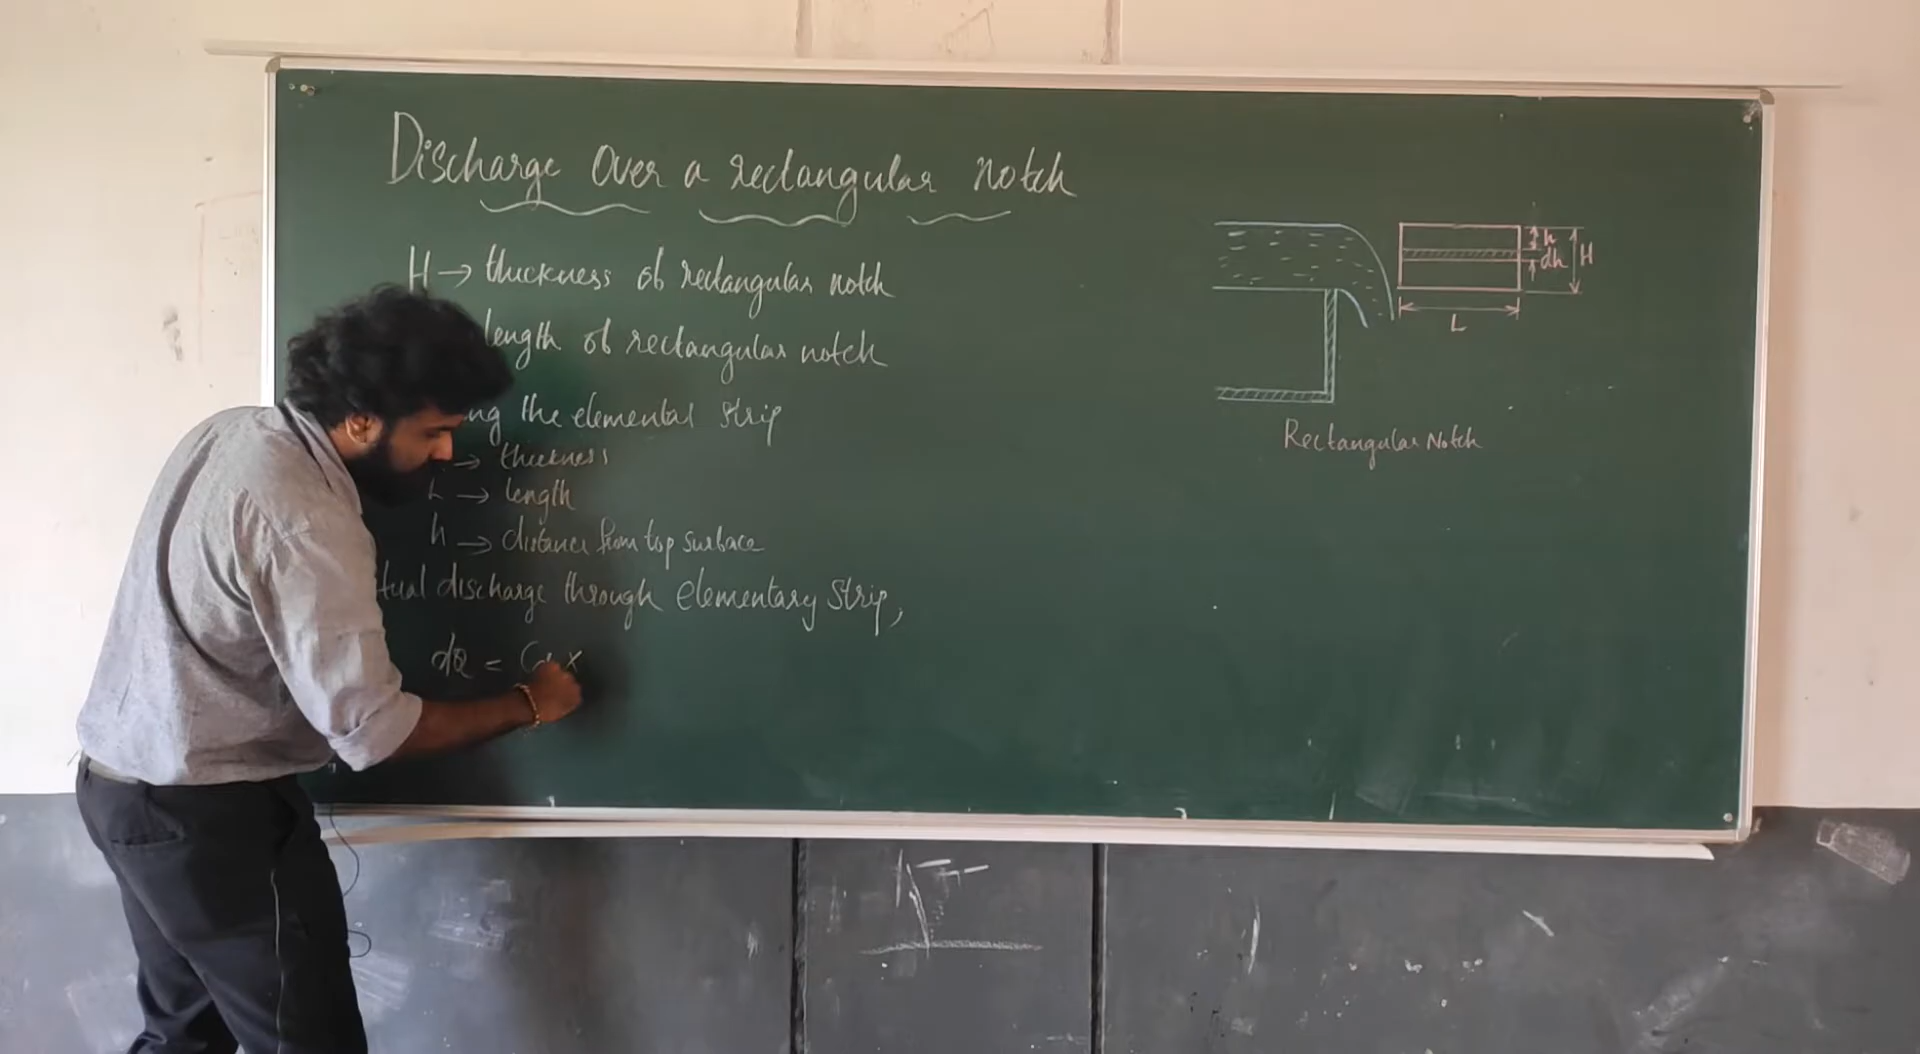 Discharge Over a rectangular notch
H → thickness of rectangular notch
length of rectangular notch
the elemental strip
→ thickness
L → length
h → distance from top surface
discharge through elementary strip,
dQ = Cd ×
h
dh
H
L
Rectangular Notch